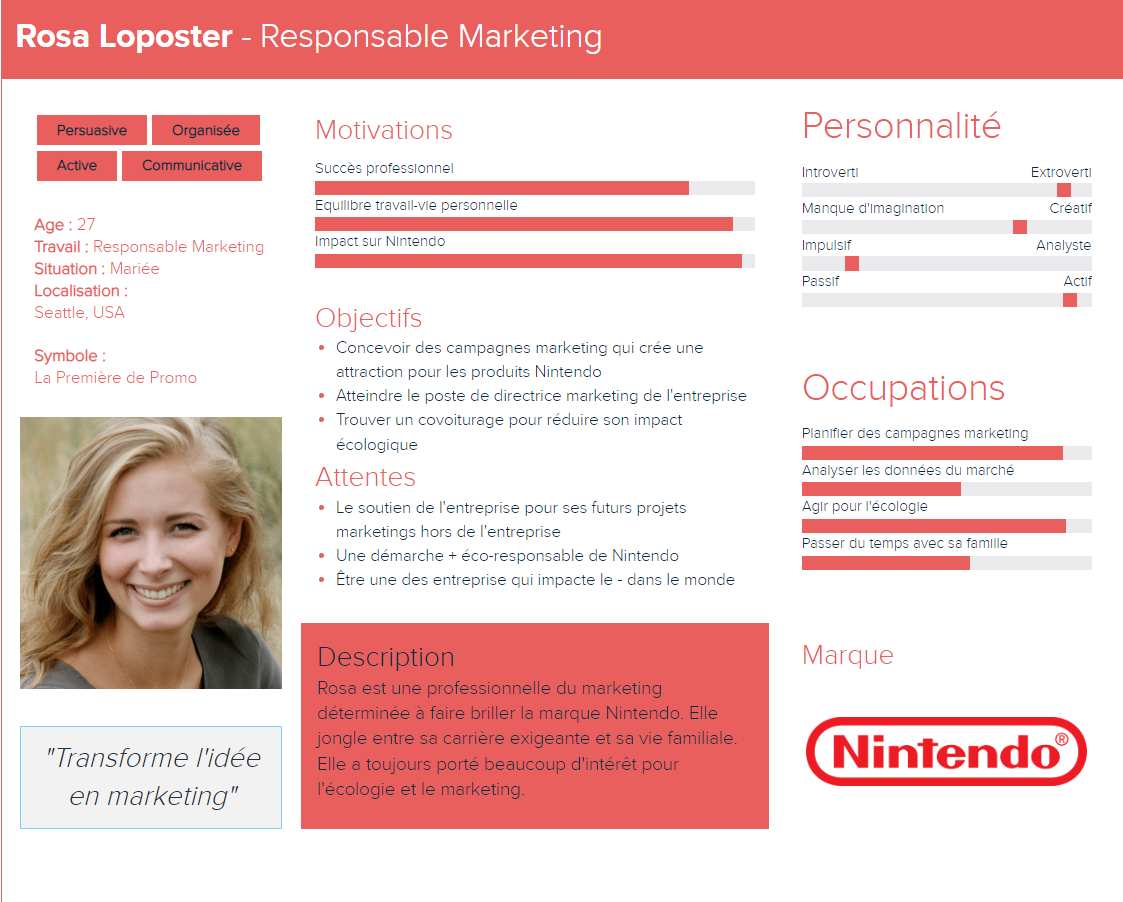 Rosa Loposter - Responsable Marketing
Persuasive
Organisée
Active
Communicative
Age : 27
Travail : Responsable Marketing
Situation : Mariée
Localisation :
Seattle, USA
Symbole :
La Première de Promo
"Transforme l'idée
en marketing"
Motivations
Succès professionnel
Equilibre travail-vie personnelle
Impact sur Nintendo
Objectifs
• Concevoir des campagnes marketing qui crée une
attraction pour les produits Nintendo
• Atteindre le poste de directrice marketing de l'entreprise
• Trouver un covoiturage pour réduire son impact
écologique
Attentes
• Le soutien de l'entreprise pour ses futurs projets
marketings hors de l'entreprise
• Une démarche + éco-responsable de Nintendo
• Être une des entreprise qui impacte le - dans le monde
Description
Rosa est une professionnelle du marketing
déterminée à faire briller la marque Nintendo. Elle
jongle entre sa carrière exigeante et sa vie familiale.
Elle a toujours porté beaucoup d'intérêt pour
l'écologie et le marketing.
Personnalité
Introverti Extroverti
Manque d'imagination Créatif
Impulsif Analyste
Passif Actif
Occupations
Planifier des campagnes marketing
Analyser les données du marché
Agir pour l'écologie
Passer du temps avec sa famille
Marque
Nintendo®